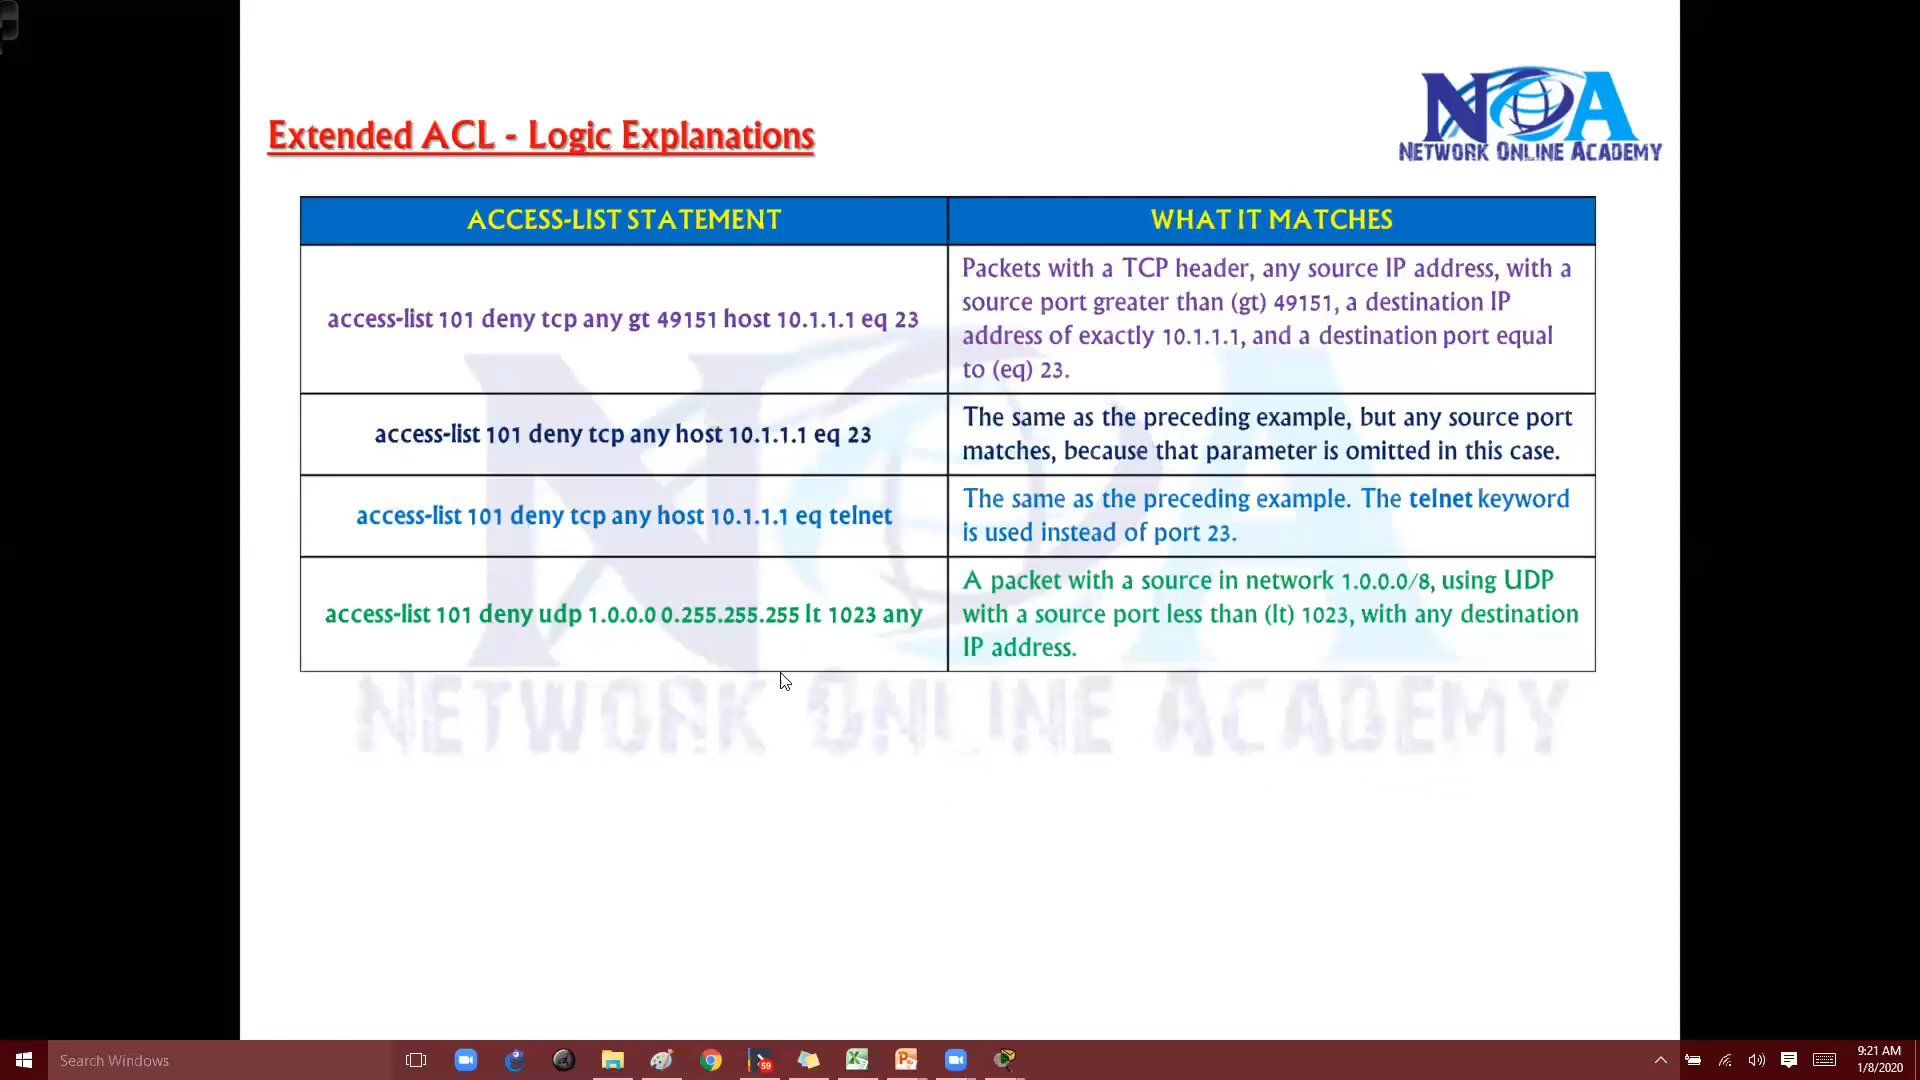 NOA
NETWORK ONLINE ACADEMY
Extended ACL - Logic Explanations
ACCESS-LIST STATEMENT
WHAT IT MATCHES
access-list 101 deny tcp any gt 49151 host 10.1.1.1 eq 23
Packets with a TCP header, any source IP address, with a
source port greater than (gt) 49151, a destination IP
address of exactly 10.1.1.1, and a destination port equal
to (eq) 23.
access-list 101 deny tcp any host 10.1.1.1 eq 23
The same as the preceding example, but any source port
matches, because that parameter is omitted in this case.
access-list 101 deny tcp any host 10.1.1.1 eq telnet
The same as the preceding example. The telnet keyword
is used instead of port 23.
access-list 101 deny udp 1.0.0.0 0.255.255.255 lt 1023 any
A packet with a source in network 1.0.0.0/8, using UDP
with a source port less than (lt) 1023, with any destination
IP address.
NOA
NETWORK ONLINE ACADEMY
Search Windows
59
9:21 AM
1/8/2020